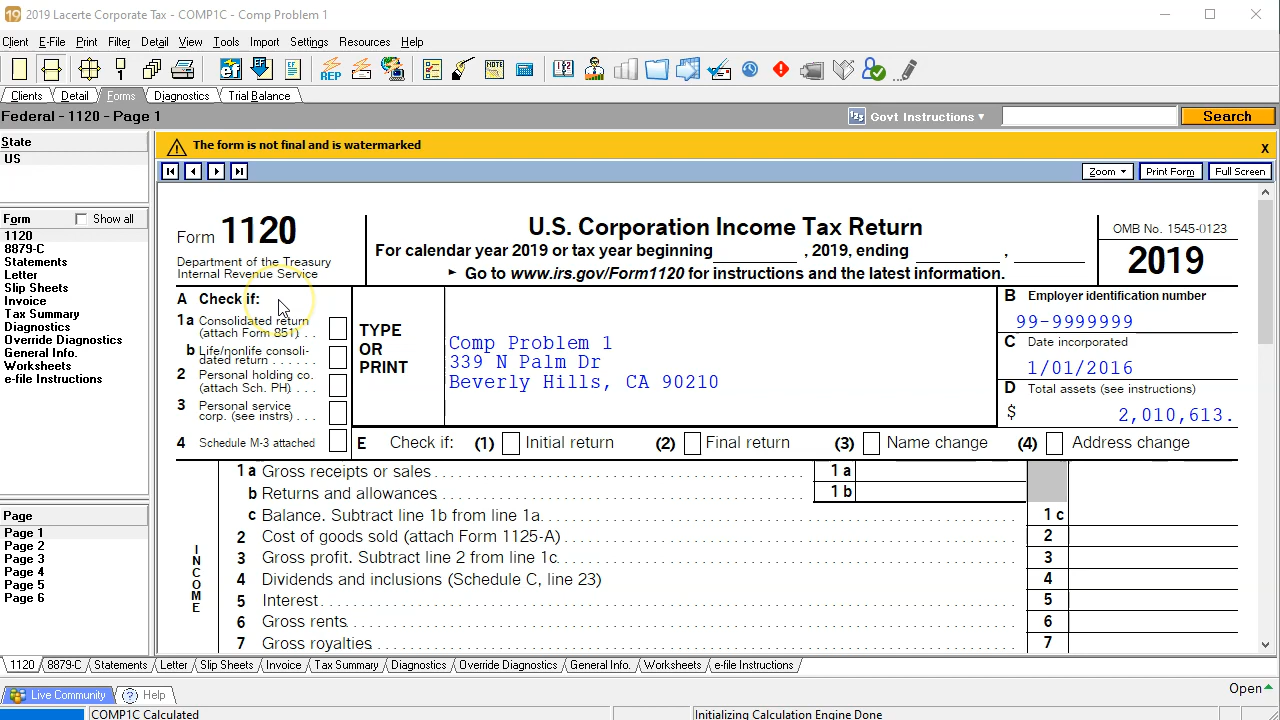 19 2019 Lacerte Corporate Tax - COMP1C - Comp Problem 1
Client E-File Print Filter Detail View Tools Import Settings Resources Help
Clients Detail Forms Diagnostics Trial Balance
Federal - 1120 - Page 1
Govt Instructions Search
State
US
Form Show all
1120
8879-C
Statements
Letter
Slip Sheets
Invoice
Tax Summary
Diagnostics
Override Diagnostics
General Info.
Worksheets
e-file Instructions
Page
Page 1
Page 2
Page 3
Page 4
Page 5
Page 6
The form is not final and is watermarked X
Zoom Print Form Full Screen
Form 1120
Department of the Treasury
Internal Revenue Service
U.S. Corporation Income Tax Return
For calendar year 2019 or tax year beginning , 2019, ending ,
► Go to www.irs.gov/Form1120 for instructions and the latest information.
OMB No. 1545-0123
2019
A Check if:
1a Consolidated return
(attach Form 851) . .
b Life/nonlife consoli-
dated return . . . . . .
2 Personal holding co.
(attach Sch. PH) . . .
3 Personal service
corp. (see instrs) . . .
4 Schedule M-3 attached
TYPE
OR
PRINT
Comp Problem 1
339 N Palm Dr
Beverly Hills, CA 90210
B Employer identification number
99-9999999
C Date incorporated
1/01/2016
D Total assets (see instructions)
$ 2,010,613.
E Check if: (1) Initial return (2) Final return (3) Name change (4) Address change
INCOME
1a Gross receipts or sales 1a
b Returns and allowances 1b
c Balance. Subtract line 1b from line 1a 1c
2 Cost of goods sold (attach Form 1125-A) 2
3 Gross profit. Subtract line 2 from line 1c 3
4 Dividends and inclusions (Schedule C, line 23) 4
5 Interest 5
6 Gross rents 6
7 Gross royalties 7
1120 8879-C Statements Letter Slip Sheets Invoice Tax Summary Diagnostics Override Diagnostics General Info. Worksheets e-file Instructions
Live Community Help Open
COMP1C Calculated Initializing Calculation Engine Done